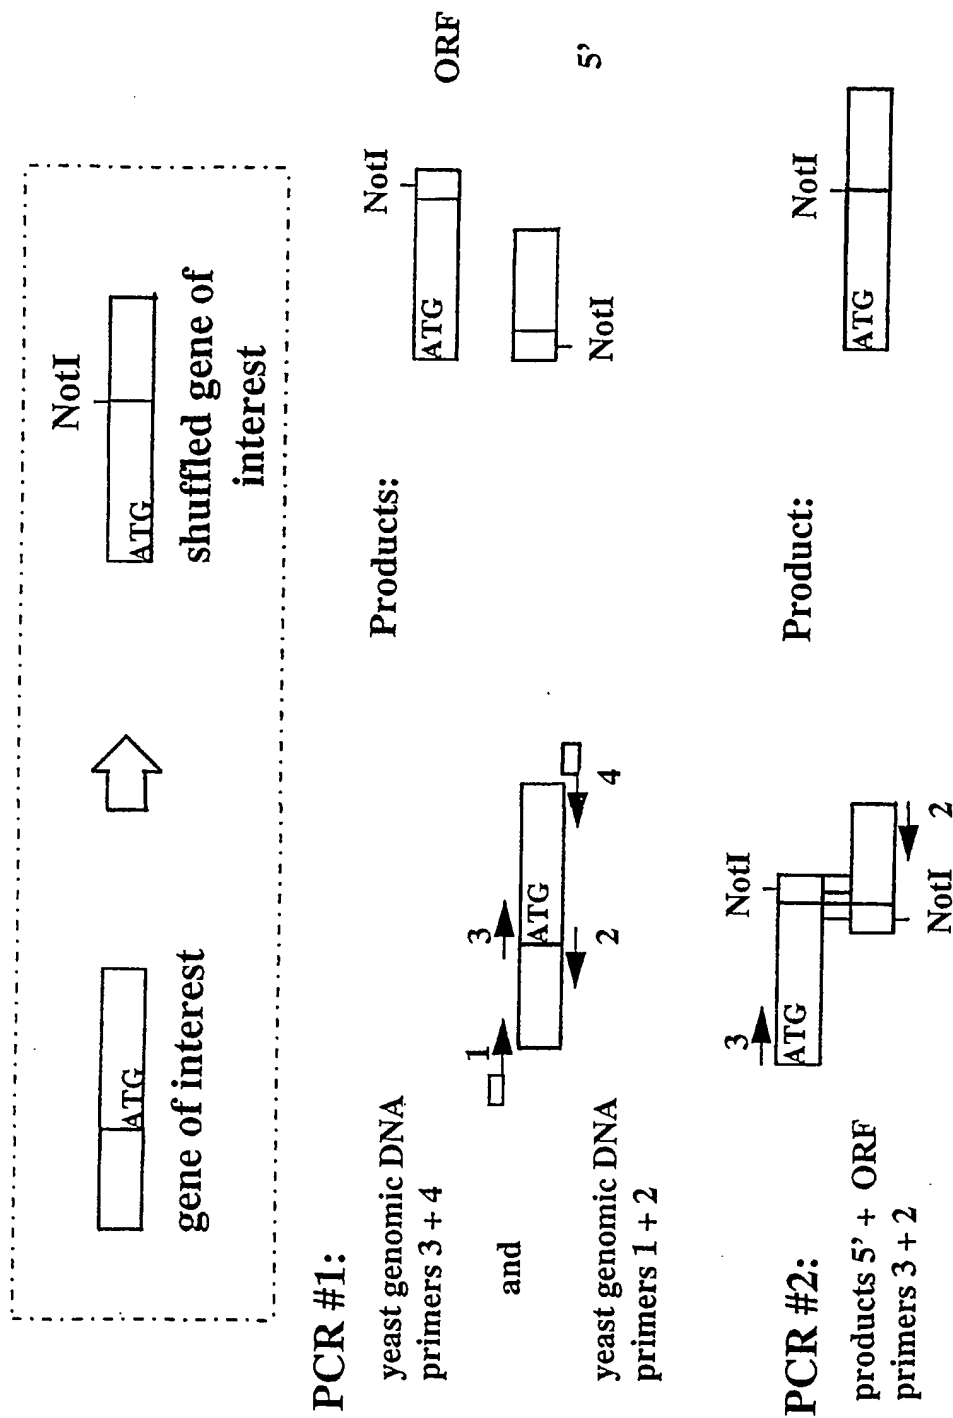 NotI
ATG
ATG
gene of interest
shuffled gene of
interest
PCR #1:
yeast genomic DNA
primers 3 + 4
and
yeast genomic DNA
primers 1 + 2
1
3
ATG
2
4
Products:
NotI
ATG
ORF
5'
NotI
PCR #2:
products 5' + ORF
primers 3 + 2
3
NotI
ATG
2
NotI
Product:
NotI
ATG